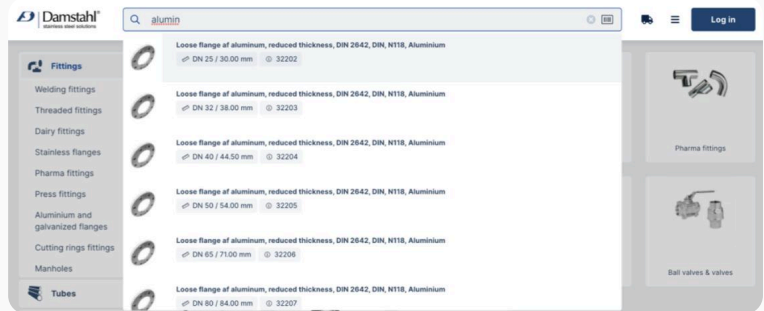 Damstahl®
stainless steel solutions
alumin
Log in
Fittings
Welding fittings
Threaded fittings
Dairy fittings
Stainless flanges
Pharma fittings
Press fittings
Aluminium and
galvanized flanges
Cutting rings fittings
Manholes
Tubes
Loose flange af aluminum, reduced thickness, DIN 2642, DIN, N118, Aluminium
DN 25 / 30.00 mm 32202
Loose flange af aluminum, reduced thickness, DIN 2642, DIN, N118, Aluminium
DN 32 / 38.00 mm 32203
Loose flange af aluminum, reduced thickness, DIN 2642, DIN, N118, Aluminium
DN 40 / 44.50 mm 32204
Loose flange af aluminum, reduced thickness, DIN 2642, DIN, N118, Aluminium
DN 50 / 54.00 mm 32205
Loose flange af aluminum, reduced thickness, DIN 2642, DIN, N118, Aluminium
DN 65 / 71.00 mm 32206
Loose flange af aluminum, reduced thickness, DIN 2642, DIN, N118, Aluminium
DN 80 / 84.00 mm 32207
Pharma fittings
Ball valves & valves